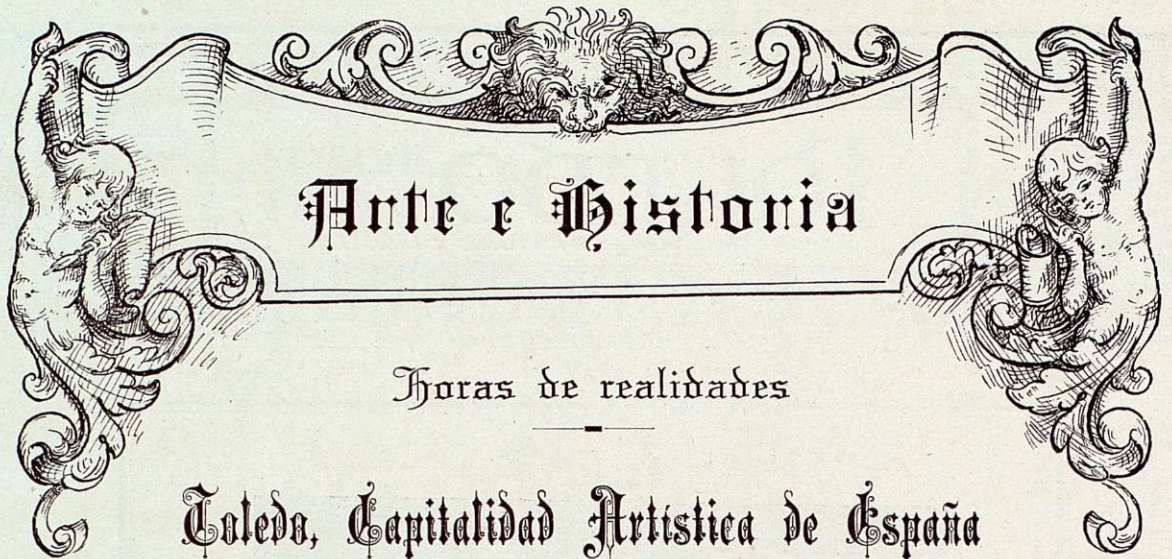 Arte e Historia
Horas de realidades
Toledo, Capitalidad Artística de España